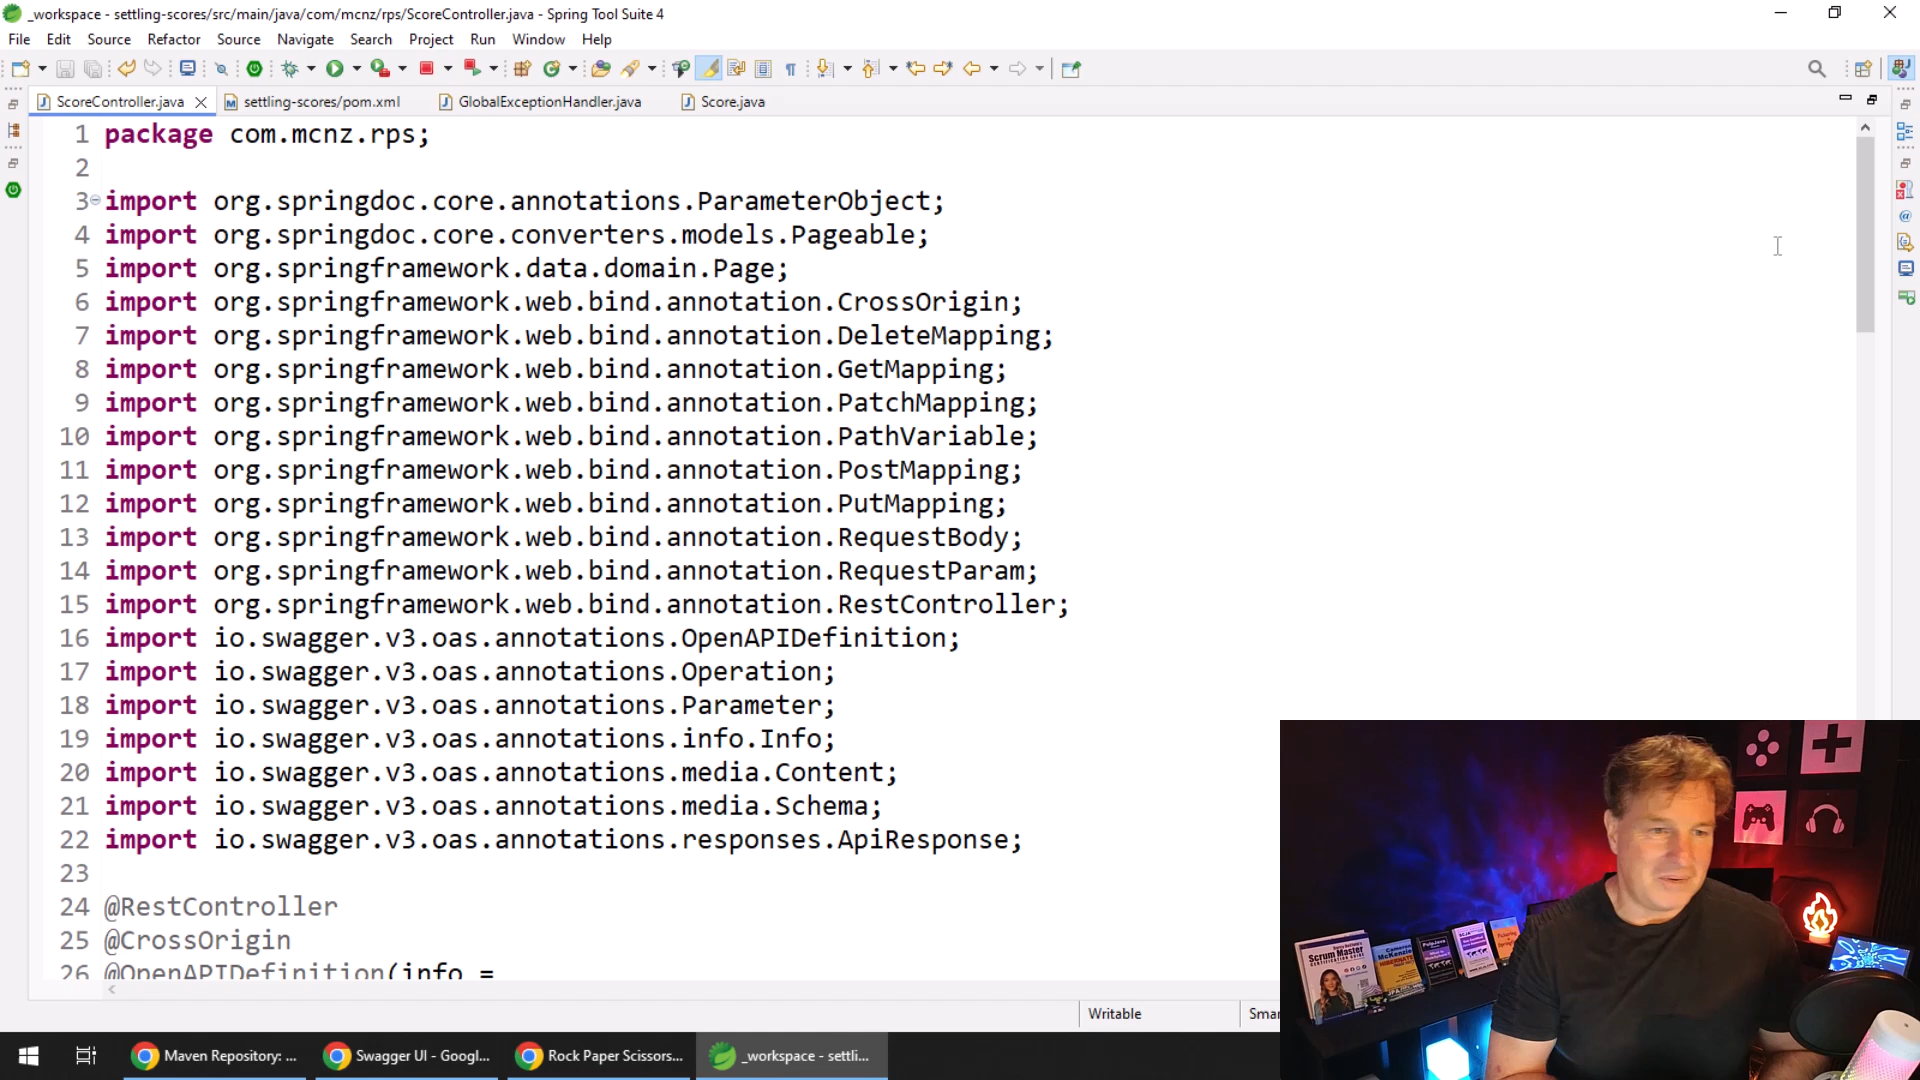 _workspace - settling-scores/src/main/java/com/mcnz/rps/ScoreController.java - Spring Tool Suite 4
File Edit Source Refactor Source Navigate Search Project Run Window Help
ScoreController.java settling-scores/pom.xml GlobalExceptionHandler.java Score.java
1 package com.mcnz.rps;
2
3 import org.springdoc.core.annotations.ParameterObject;
4 import org.springdoc.core.converters.models.Pageable;
5 import org.springframework.data.domain.Page;
6 import org.springframework.web.bind.annotation.CrossOrigin;
7 import org.springframework.web.bind.annotation.DeleteMapping;
8 import org.springframework.web.bind.annotation.GetMapping;
9 import org.springframework.web.bind.annotation.PatchMapping;
10 import org.springframework.web.bind.annotation.PathVariable;
11 import org.springframework.web.bind.annotation.PostMapping;
12 import org.springframework.web.bind.annotation.PutMapping;
13 import org.springframework.web.bind.annotation.RequestBody;
14 import org.springframework.web.bind.annotation.RequestParam;
15 import org.springframework.web.bind.annotation.RestController;
16 import io.swagger.v3.oas.annotations.OpenAPIDefinition;
17 import io.swagger.v3.oas.annotations.Operation;
18 import io.swagger.v3.oas.annotations.Parameter;
19 import io.swagger.v3.oas.annotations.info.Info;
20 import io.swagger.v3.oas.annotations.media.Content;
21 import io.swagger.v3.oas.annotations.media.Schema;
22 import io.swagger.v3.oas.annotations.responses.ApiResponse;
23
24 @RestController
25 @CrossOrigin
26 @OpenAPIDefinition(info =
Writable Smar
Scrum Master
HIBERNATE
Maven Repository: ... Swagger UI - Googl... Rock Paper Scissors... _workspace - settli...